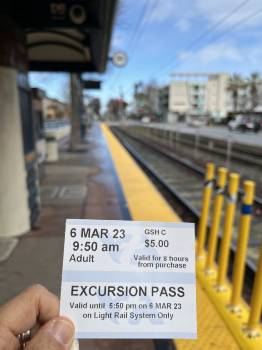 6 MAR 23
GSH C
9:50 am
$5.00
Adult
Valid for 8 hours
from purchase
EXCURSION PASS
Valid until 5:50 pm on 6 MAR 23
on Light Rail System Only